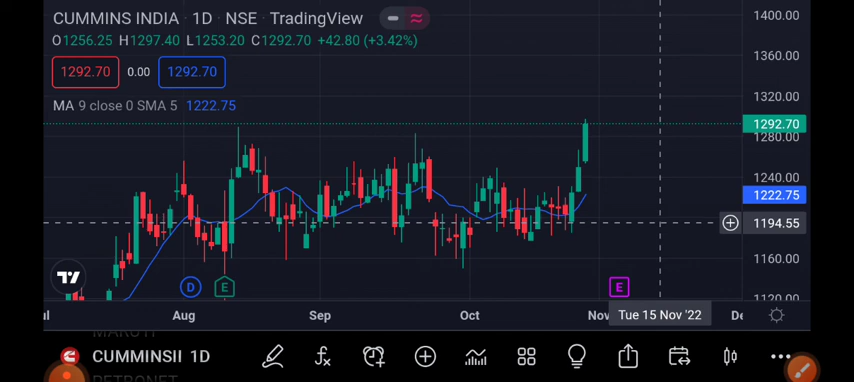 CUMMINS INDIA · 1D · NSE · TradingView
O1256.25 H1297.40 L1253.20 C1292.70 +42.80 (+3.42%)
1292.70 0.00 1292.70
MA 9 close 0 SMA 5 1222.75
1400.00
1360.00
1320.00
1292.70
1280.00
1240.00
1222.75
1194.55
1160.00
1120.00
D E E
Aug Sep Oct Nov Tue 15 Nov '22
MARUTI
CUMMINSII 1D
PETRONET